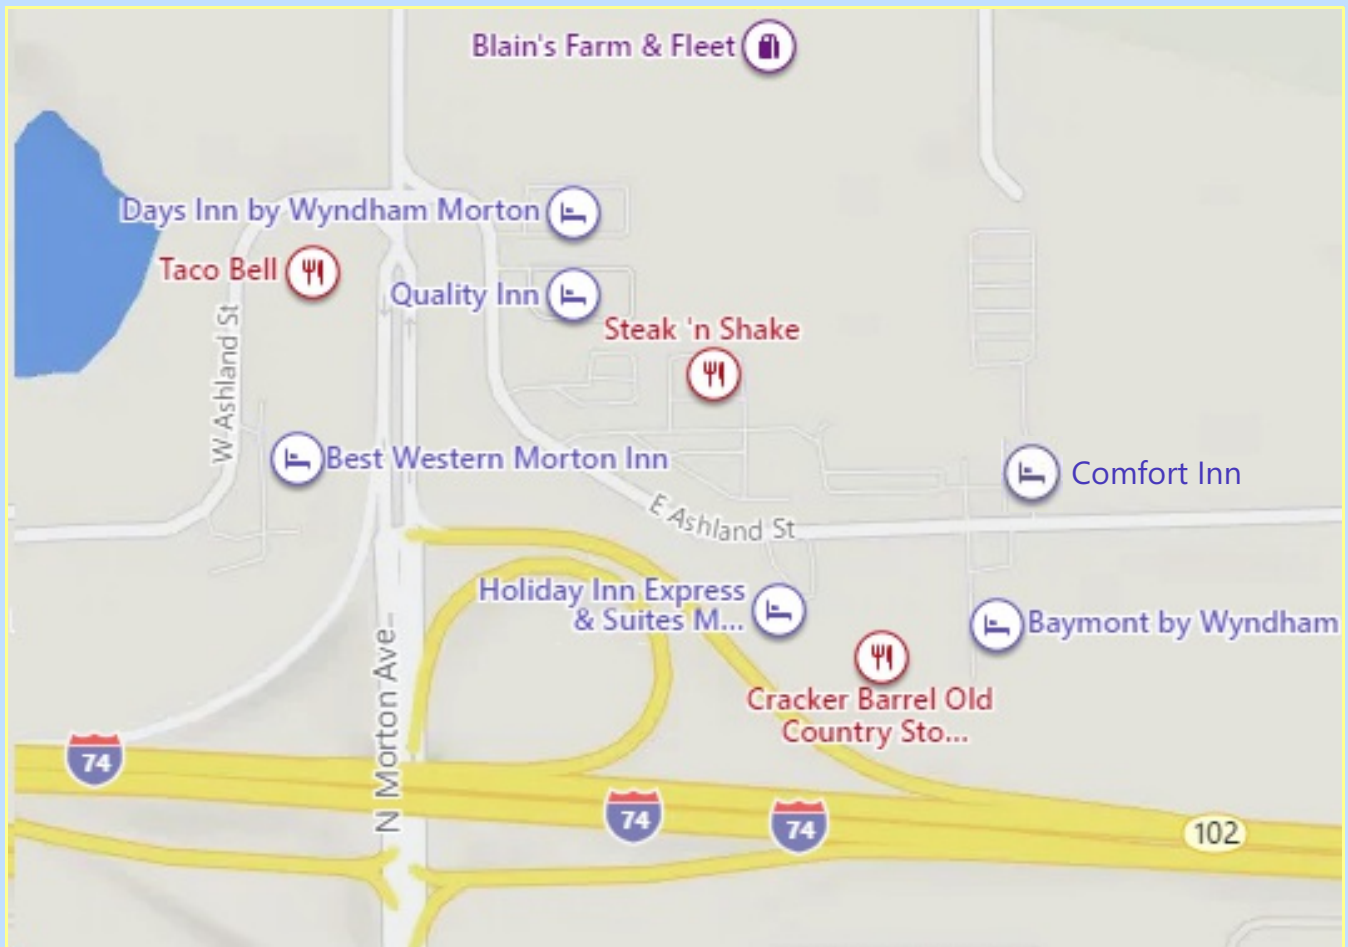 Blain's Farm & Fleet
Days Inn by Wyndham Morton
Taco Bell
Quality Inn
Steak 'n Shake
W Ashland St
Best Western Morton Inn
Comfort Inn
E Ashland St
Holiday Inn Express
& Suites M...
Baymont by Wyndham
N Morton Ave
Cracker Barrel Old
Country Sto...
74
74
74
102